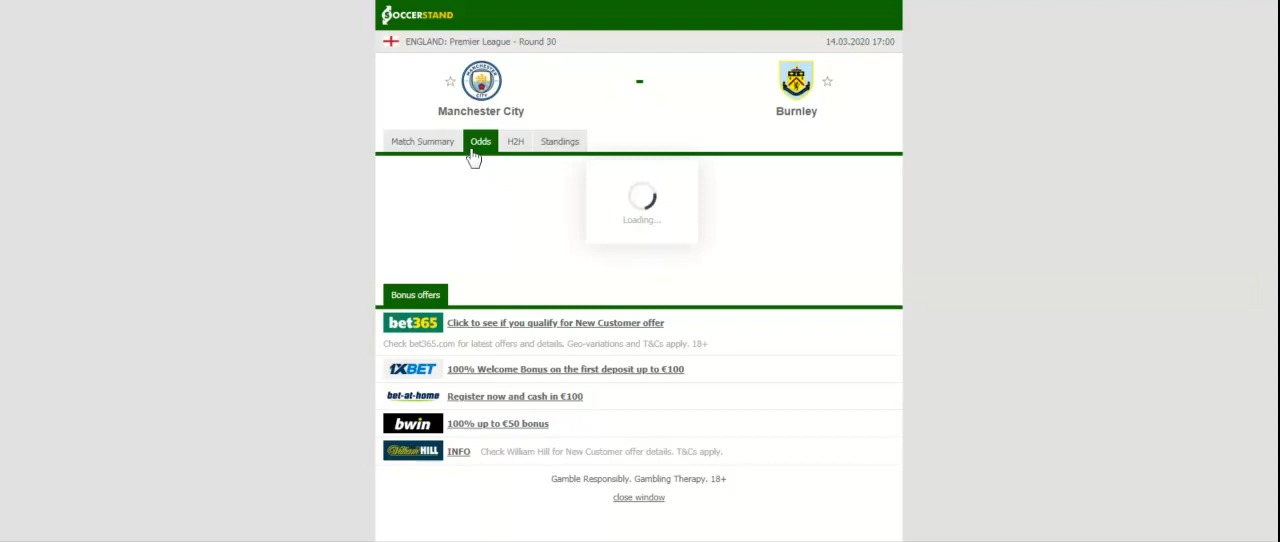 SOCCERSTAND
ENGLAND: Premier League - Round 30 14.03.2020 17:00
MANCHESTER CITY
Manchester City - Burnley
Match Summary Odds H2H Standings
Loading...
Bonus offers
bet365 Click to see if you qualify for New Customer offer
Check bet365.com for latest offers and details. Geo-variations and T&Cs apply. 18+
1XBET 100% Welcome Bonus on the first deposit up to €100
bet-at-home Register now and cash in €100
bwin 100% up to €50 bonus
William HILL INFO Check William Hill for New Customer offer details. T&Cs apply.
Gamble Responsibly. Gambling Therapy. 18+
close window